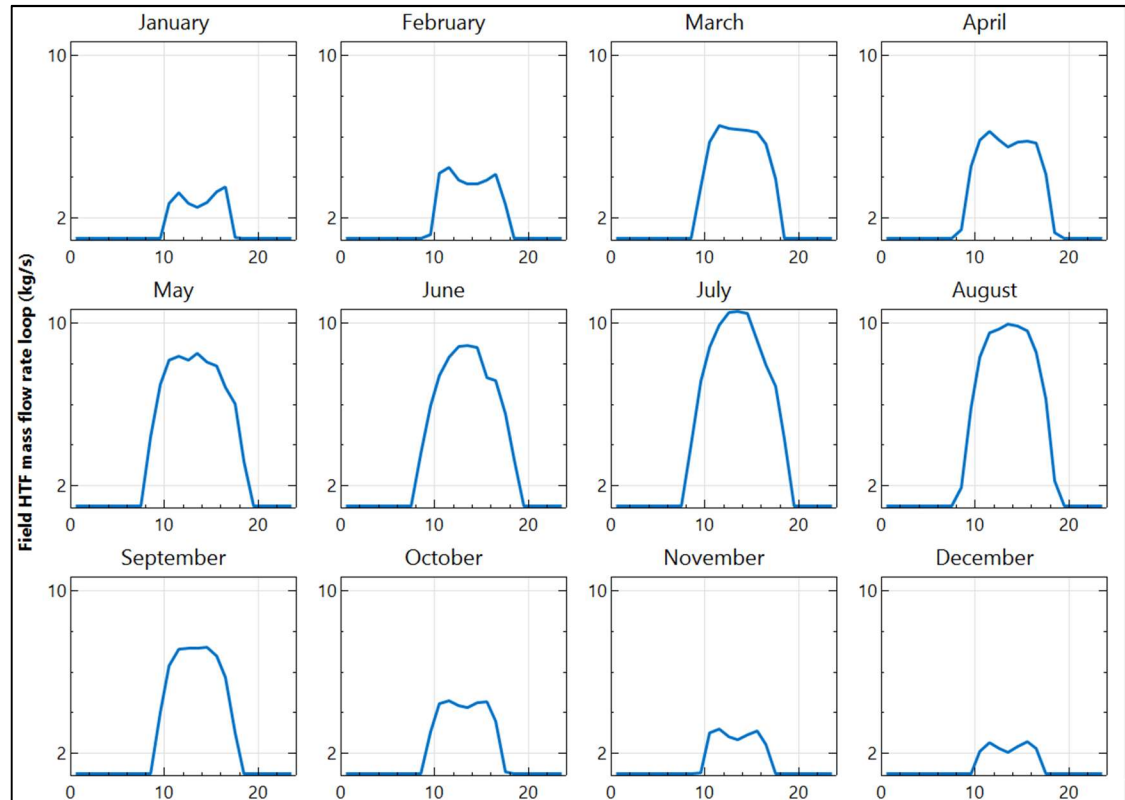 January February March April
10 10 10 10
2 2 2 2
0 10 20 0 10 20 0 10 20 0 10 20
May June July August
10 10 10 10
2 2 2 2
0 10 20 0 10 20 0 10 20 0 10 20
Field HTF mass flow rate loop (kg/s)
September October November December
10 10 10 10
2 2 2 2
0 10 20 0 10 20 0 10 20 0 10 20